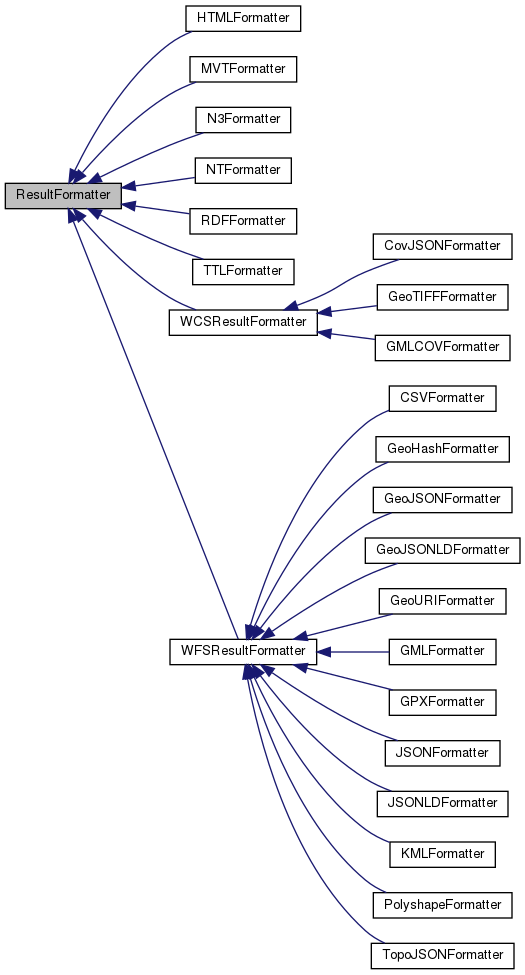 HTMLFormatter
MVTFormatter
N3Formatter
NTFormatter
ResultFormatter
RDFFormatter
TTLFormatter
CovJSONFormatter
GeoTIFFFormatter
WCSResultFormatter
GMLCOVFormatter
CSVFormatter
GeoHashFormatter
GeoJSONFormatter
GeoJSONLDFormatter
GeoURIFormatter
WFSResultFormatter
GMLFormatter
GPXFormatter
JSONFormatter
JSONLDFormatter
KMLFormatter
PolyshapeFormatter
TopoJSONFormatter